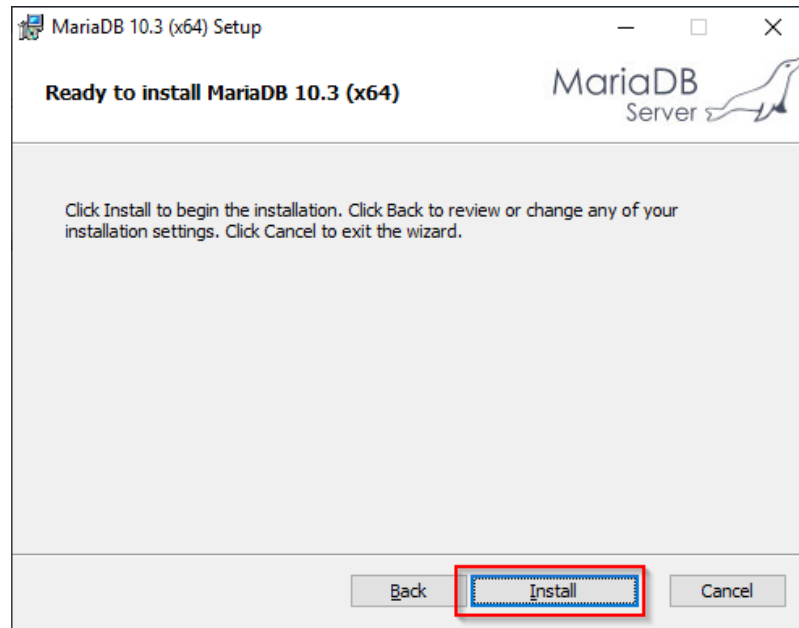 MariaDB 10.3 (x64) Setup
Ready to install MariaDB 10.3 (x64)
MariaDB
Server
Click Install to begin the installation. Click Back to review or change any of your
installation settings. Click Cancel to exit the wizard.
Back
Install
Cancel